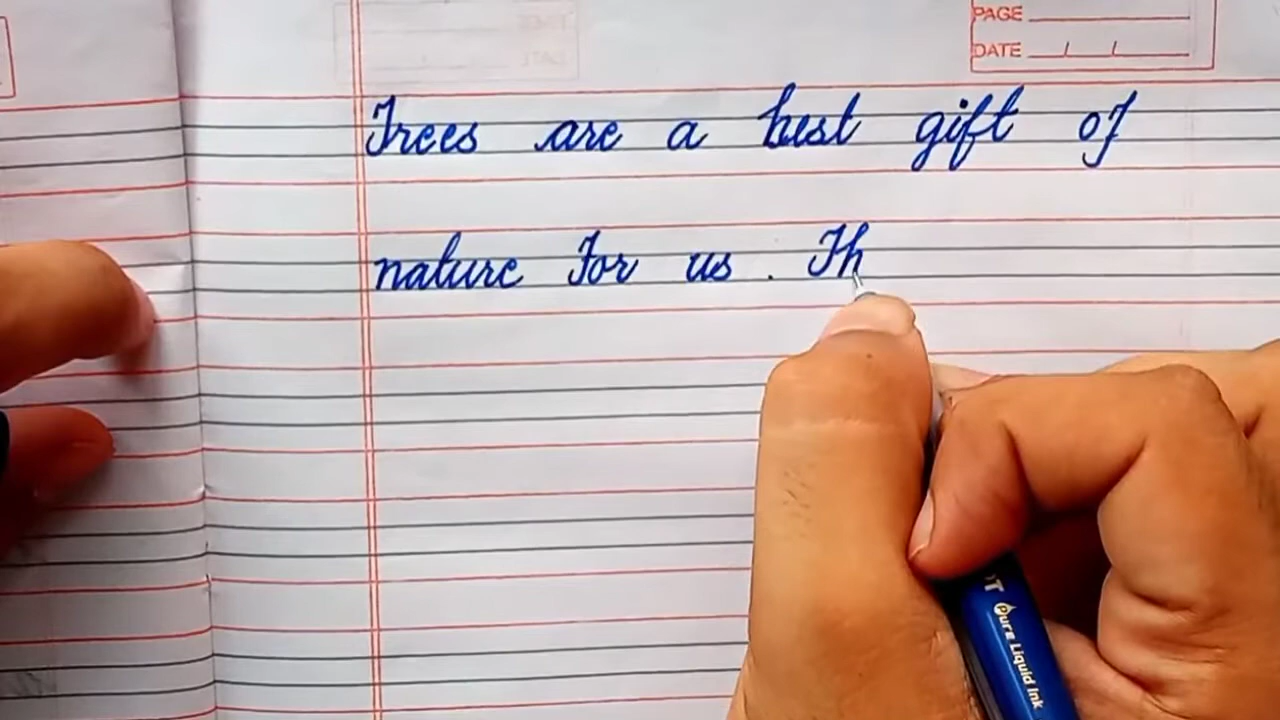 PAGE
DATE / /
Trees are a best gift of
nature for us . Th
Pure Liquid Ink